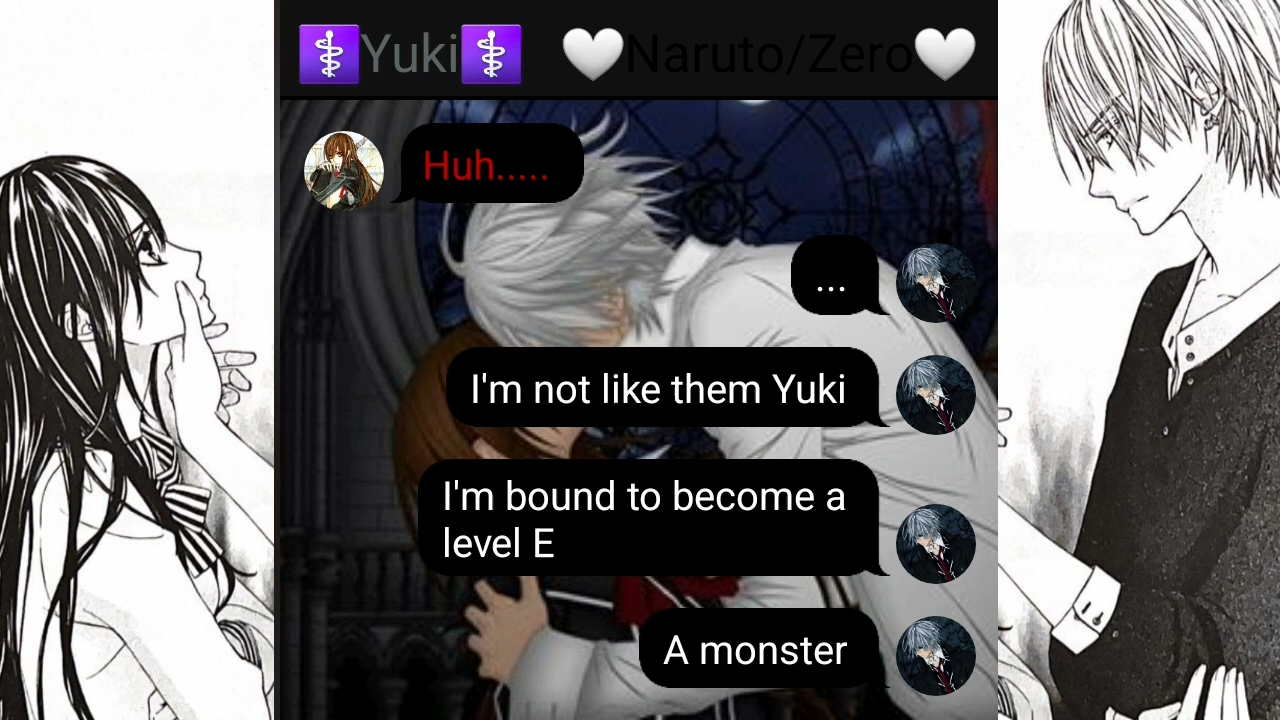 ⚕Yuki⚕ 🤍Naruto/Zero🤍
Huh.....
...
I'm not like them Yuki
I'm bound to become a
level E
A monster